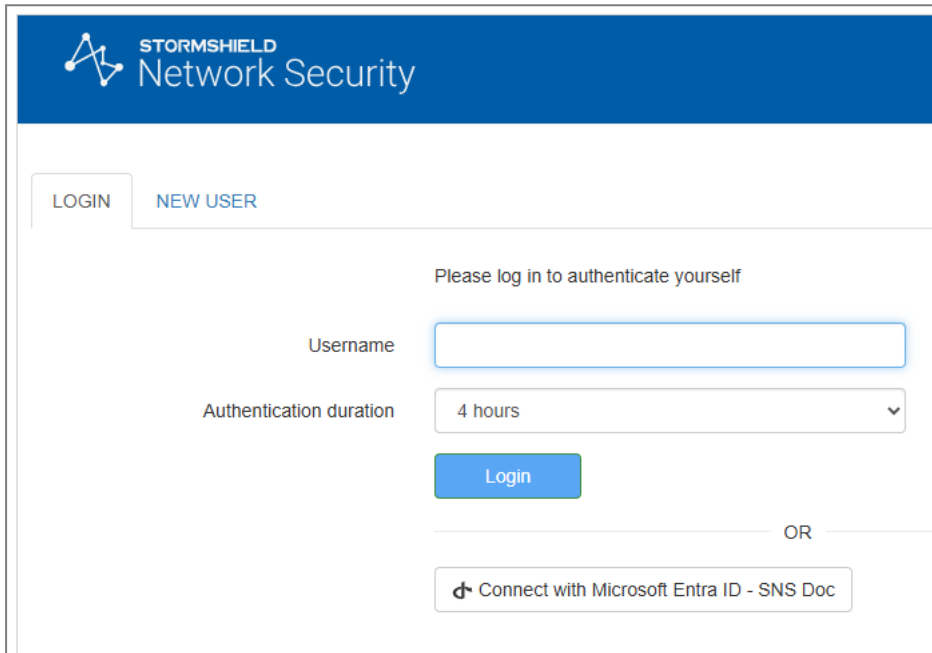 STORMSHIELD
Network Security
LOGIN NEW USER
Please log in to authenticate yourself
Username
Authentication duration 4 hours
Login
OR
Connect with Microsoft Entra ID - SNS Doc